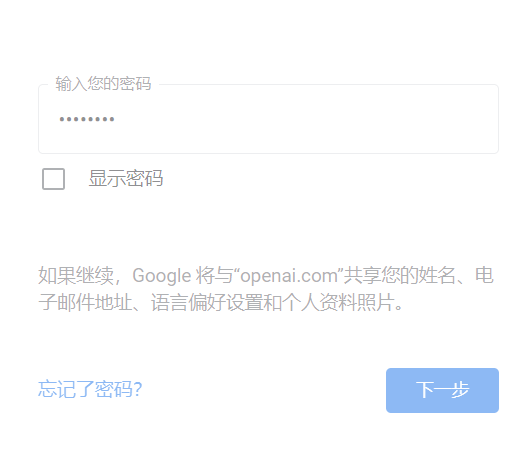 输入您的密码
••••••••
显示密码
如果继续，Google 将与“openai.com”共享您的姓名、电
子邮件地址、语言偏好设置和个人资料照片。
忘记了密码？
下一步